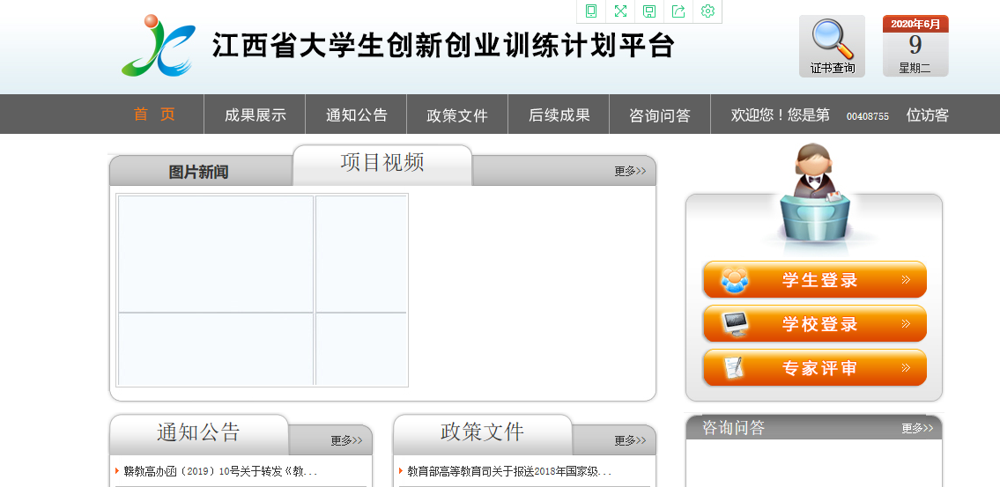 江西省大学生创新创业训练计划平台
证书查询
2020年6月
9
星期二
首 页
成果展示
通知公告
政策文件
后续成果
咨询问答
欢迎您！您是第 00408755 位访客
图片新闻
项目视频
更多>>
学生登录
学校登录
专家评审
通知公告
更多>>
政策文件
更多>>
咨询问答
更多>>
赣教高办函（2019）10号关于转发《教...
教育部高等教育司关于报送2018年国家级...